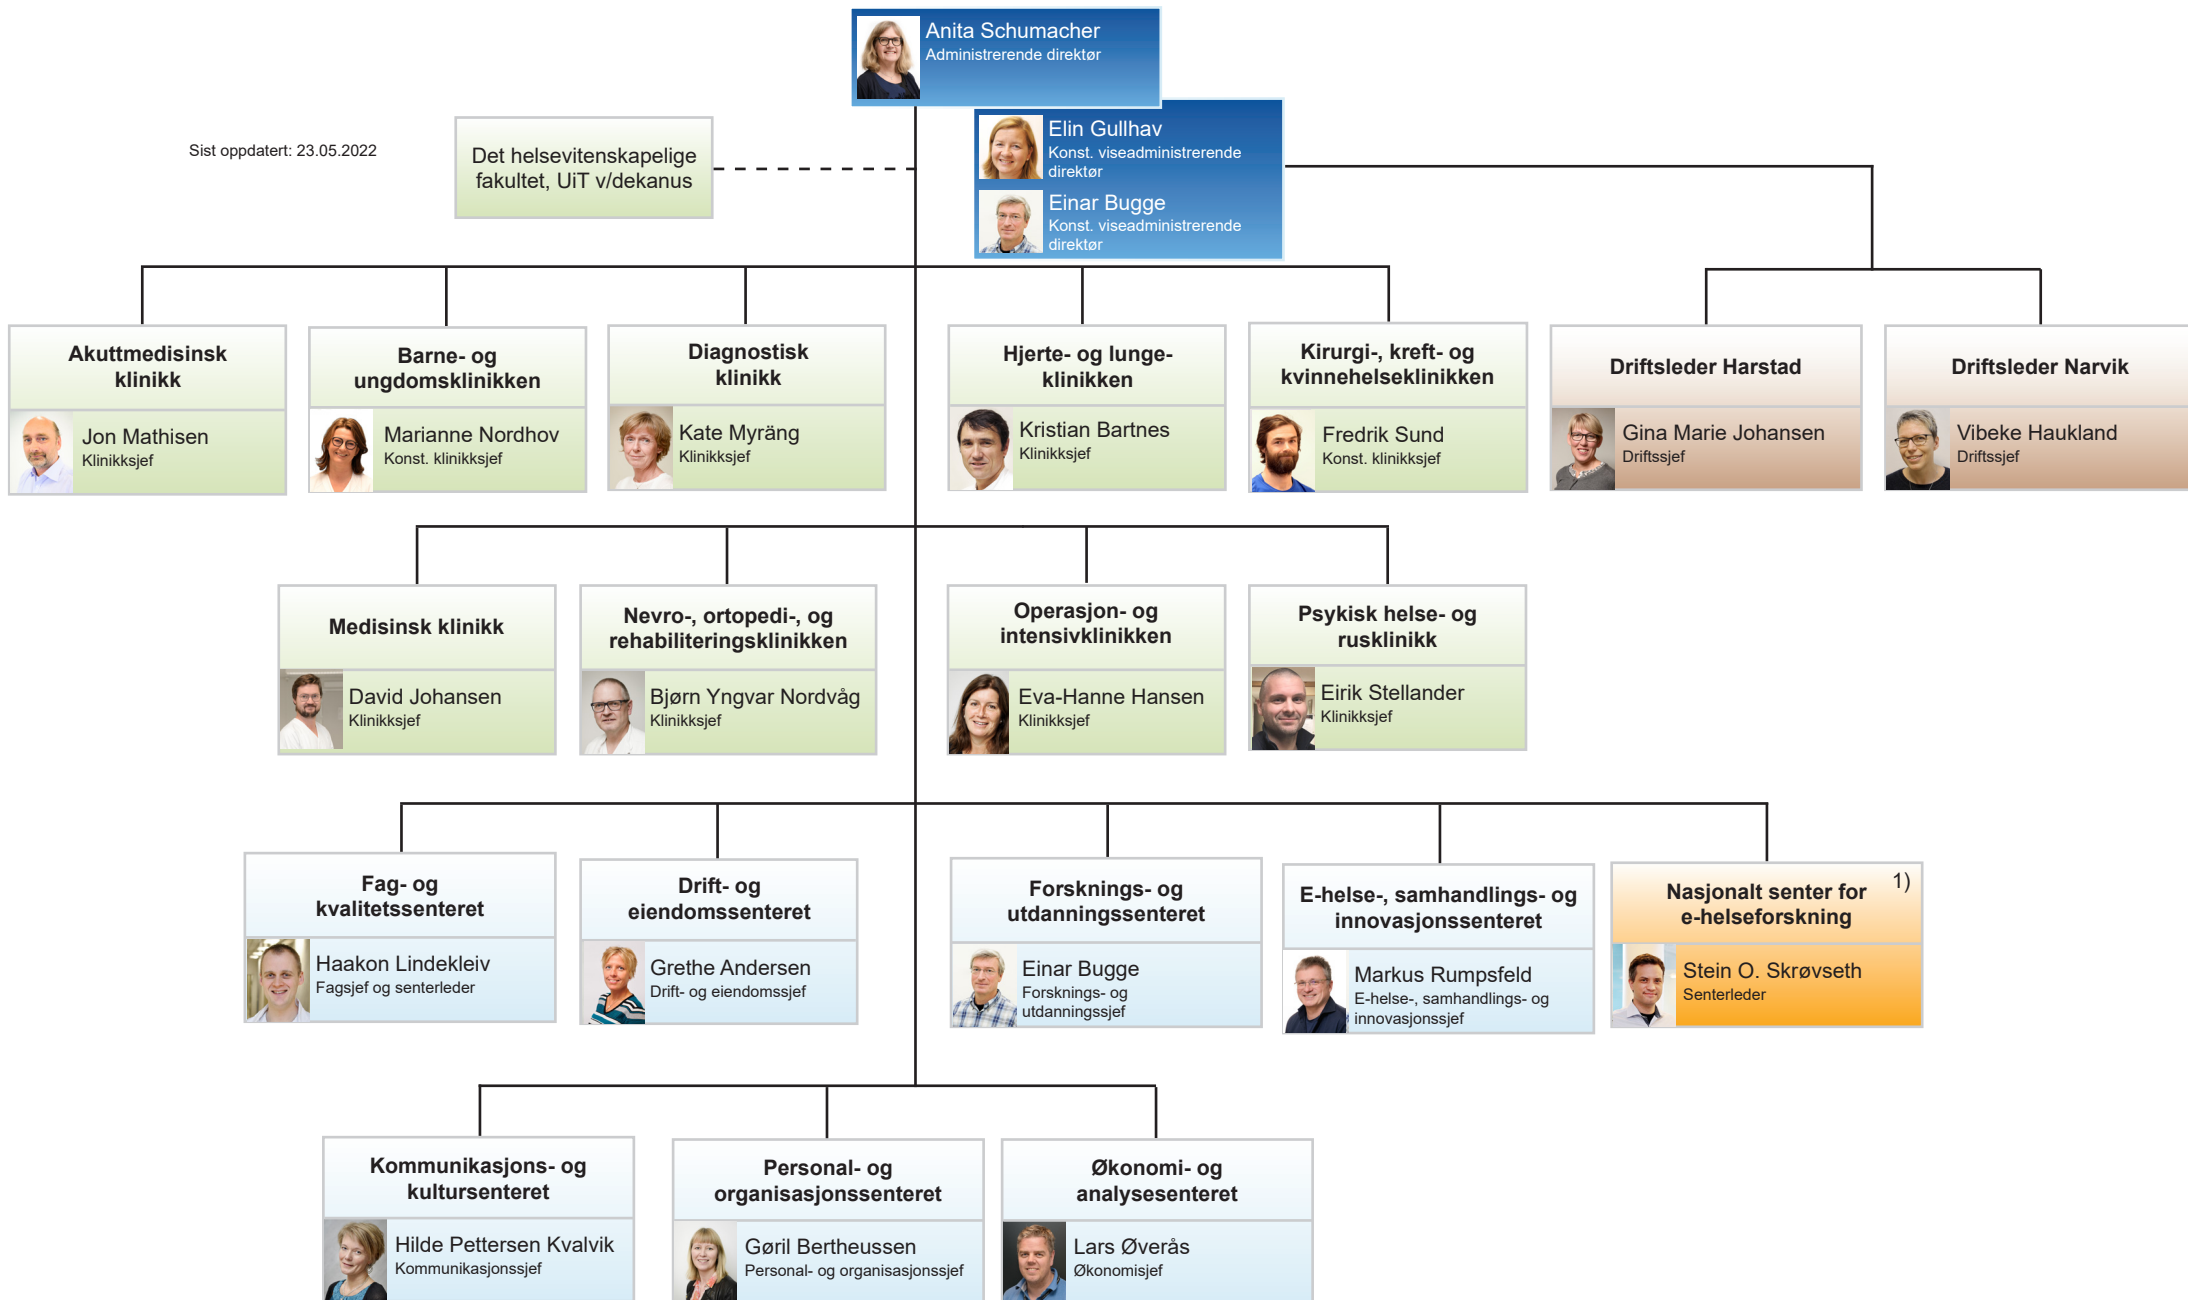 Anita Schumacher
Administrerende direktør
Sist oppdatert: 23.05.2022
Det helsevitenskapelige
fakultet, UiT v/dekanus
Elin Gullhav
Konst. viseadministrerende
direktør
Einar Bugge
Konst. viseadministrerende
direktør
Akuttmedisinsk
klinikk
Jon Mathisen
Klinikksjef
Barne- og
ungdomsklinikken
Marianne Nordhov
Konst. klinikksjef
Diagnostisk
klinikk
Kate Myräng
Klinikksjef
Hjerte- og lunge-
klinikken
Kristian Bartnes
Klinikksjef
Kirurgi-, kreft- og
kvinnehelseklinikken
Fredrik Sund
Konst. klinikksjef
Driftsleder Harstad
Gina Marie Johansen
Driftssjef
Driftsleder Narvik
Vibeke Haukland
Driftssjef
Medisinsk klinikk
David Johansen
Klinikksjef
Nevro-, ortopedi-, og
rehabiliteringsklinikken
Bjørn Yngvar Nordvåg
Klinikksjef
Operasjon- og
intensivklinikken
Eva-Hanne Hansen
Klinikksjef
Psykisk helse- og
rusklinikk
Eirik Stellander
Klinikksjef
Fag- og
kvalitetssenteret
Haakon Lindekleiv
Fagsjef og senterleder
Drift- og
eiendomssenteret
Grethe Andersen
Drift- og eiendomssjef
Forsknings- og
utdanningssenteret
Einar Bugge
Forsknings- og
utdanningssjef
E-helse-, samhandlings- og
innovasjonssenteret
Markus Rumpsfeld
E-helse-, samhandlings- og
innovasjonssjef
Nasjonalt senter for 1)
e-helseforskning
Stein O. Skrøvseth
Senterleder
Kommunikasjons- og
kultursenteret
Hilde Pettersen Kvalvik
Kommunikasjonssjef
Personal- og
organisasjonssenteret
Gøril Bertheussen
Personal- og organisasjonssjef
Økonomi- og
analysesenteret
Lars Øverås
Økonomisjef